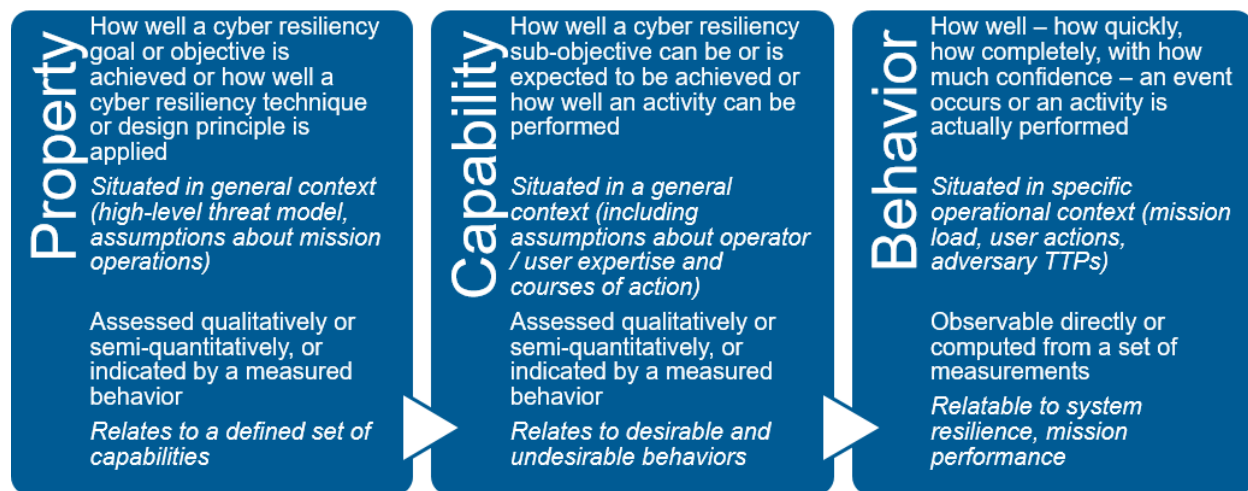 Property
How well a cyber resiliency
goal or objective is
achieved or how well a
cyber resiliency technique
or design principle is
applied
Situated in general context
(high-level threat model,
assumptions about mission
operations)
Assessed qualitatively or
semi-quantitatively, or
indicated by a measured
behavior
Relates to a defined set of
capabilities
Capability
How well a cyber resiliency
sub-objective can be or is
expected to be achieved or
how well an activity can be
performed
Situated in a general
context (including
assumptions about operator
/ user expertise and
courses of action)
Assessed qualitatively or
semi-quantitatively, or
indicated by a measured
behavior
Relates to desirable and
undesirable behaviors
Behavior
How well – how quickly,
how completely, with how
much confidence – an event
occurs or an activity is
actually performed
Situated in specific
operational context (mission
load, user actions,
adversary TTPs)
Observable directly or
computed from a set of
measurements
Relatable to system
resilience, mission
performance